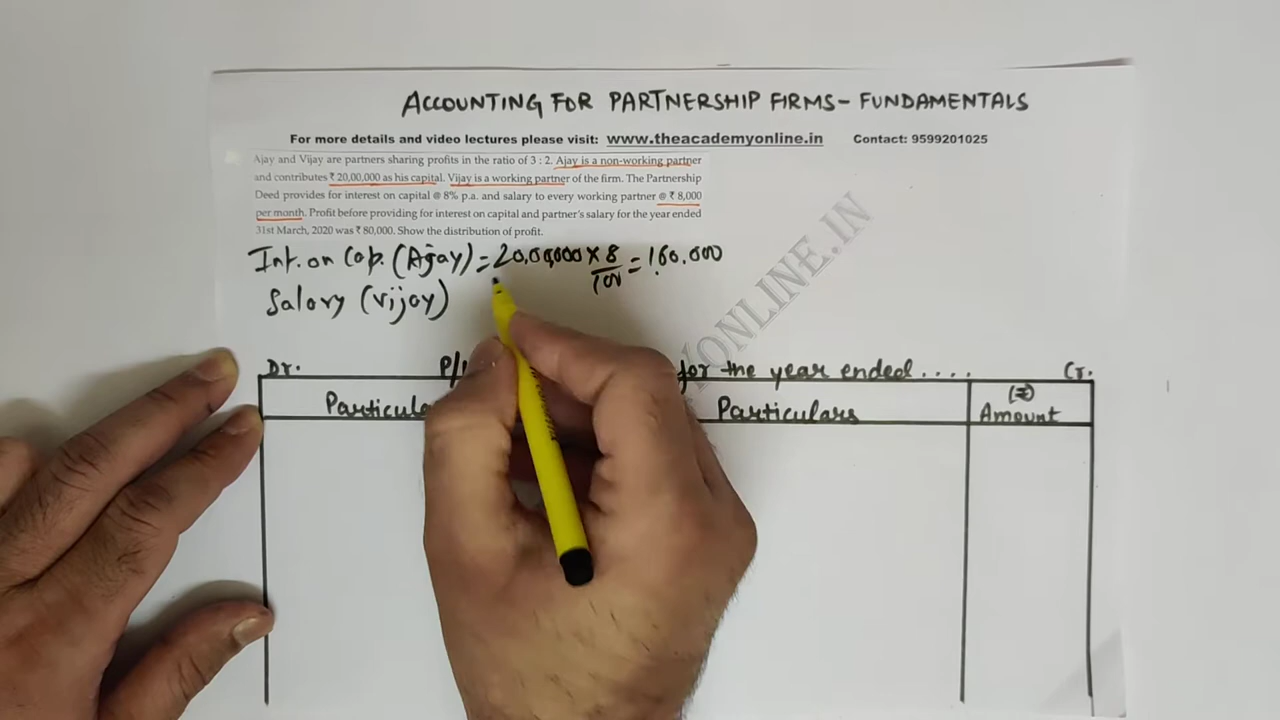 ACCOUNTING FOR PARTNERSHIP FIRMS- FUNDAMENTALS
For more details and video lectures please visit: www.theacademyonline.in Contact: 9599201025
Ajay and Vijay are partners sharing profits in the ratio of 3 : 2. Ajay is a non-working partner
and contributes ₹ 20,00,000 as his capital. Vijay is a working partner of the firm. The Partnership
Deed provides for interest on capital @ 8% p.a. and salary to every working partner @ ₹ 8,000
per month. Profit before providing for interest on capital and partner's salary for the year ended
31st March, 2020 was ₹ 80,000. Show the distribution of profit.
Int. on Cap. (Ajay) = 20,00,000 × 8/100 = 160,000
Salary (Vijay)
Dr. P/ for the year ended.... Cr.
Particula Particulars (₹)
Amount
YONLINE.IN